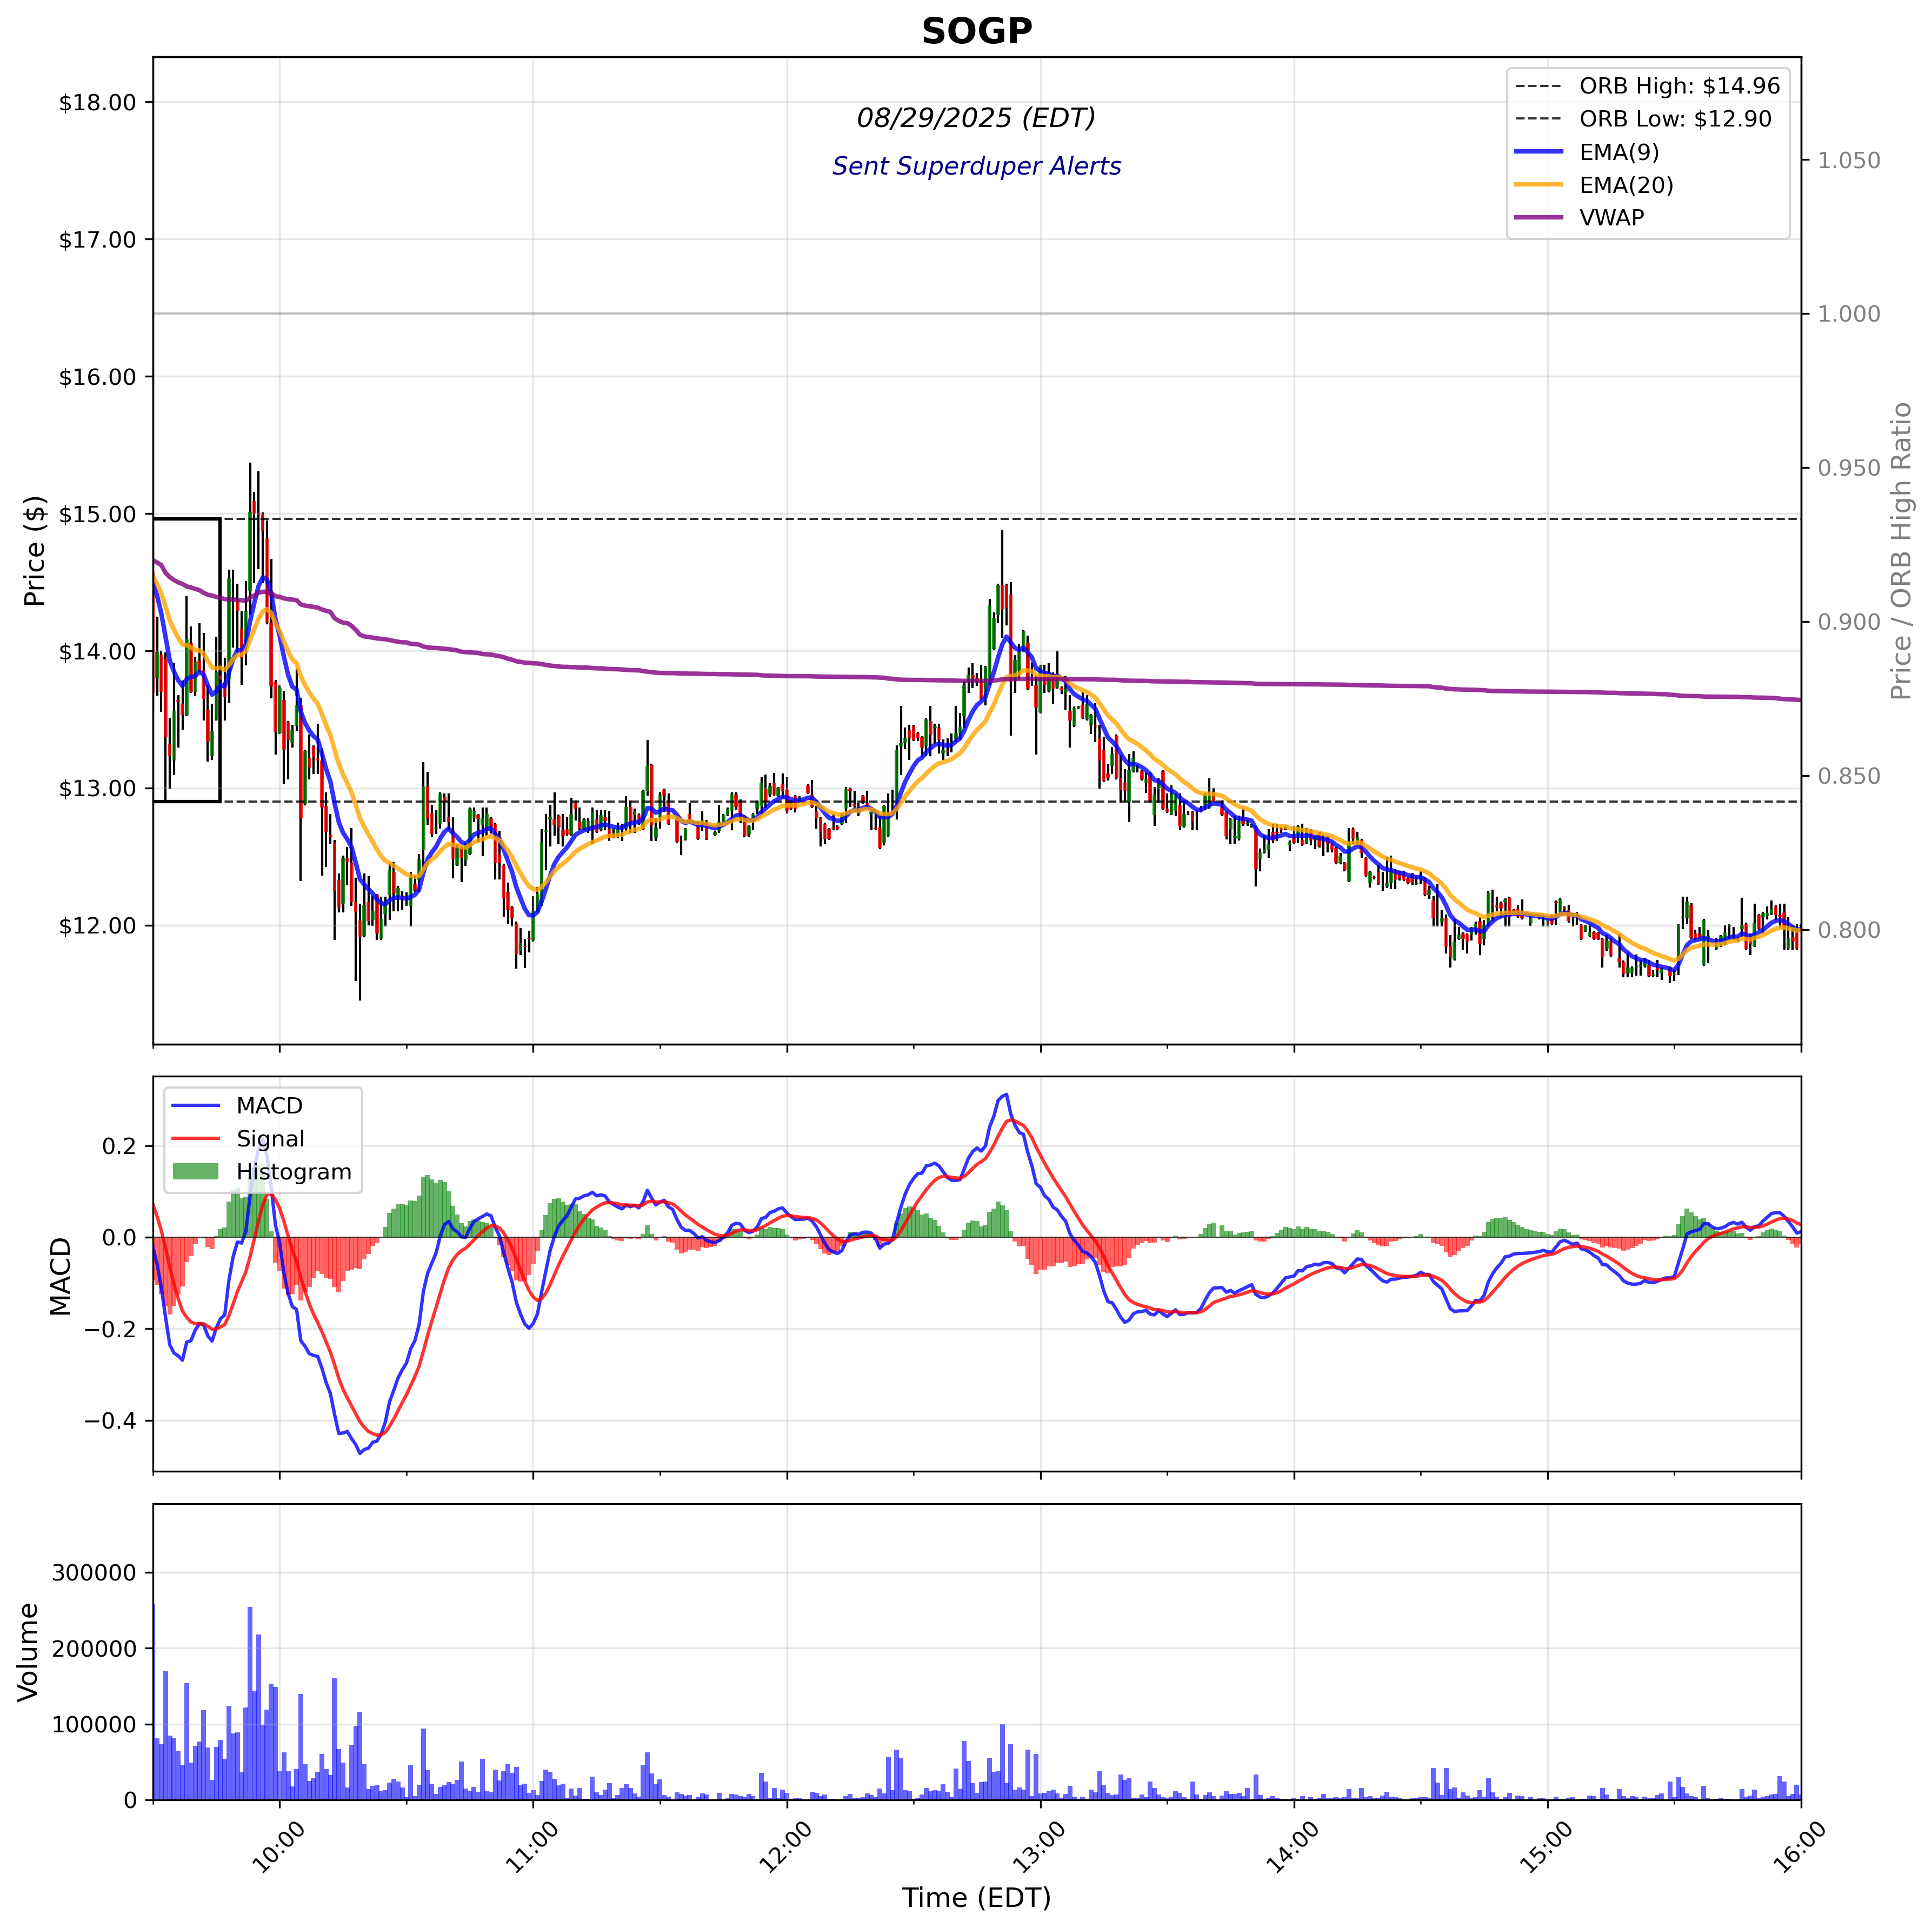 SOGP
08/29/2025 (EDT)
Sent Superduper Alerts
ORB High: $14.96
ORB Low: $12.90
EMA(9)
EMA(20)
VWAP
Price ($)
$18.00
$17.00
$16.00
$15.00
$14.00
$13.00
$12.00
Price / ORB High Ratio
1.050
1.000
0.950
0.900
0.850
0.800
MACD
Signal
Histogram
MACD
0.2
0.0
−0.2
−0.4
Volume
300000
200000
100000
0
10:00
11:00
12:00
13:00
14:00
15:00
16:00
Time (EDT)